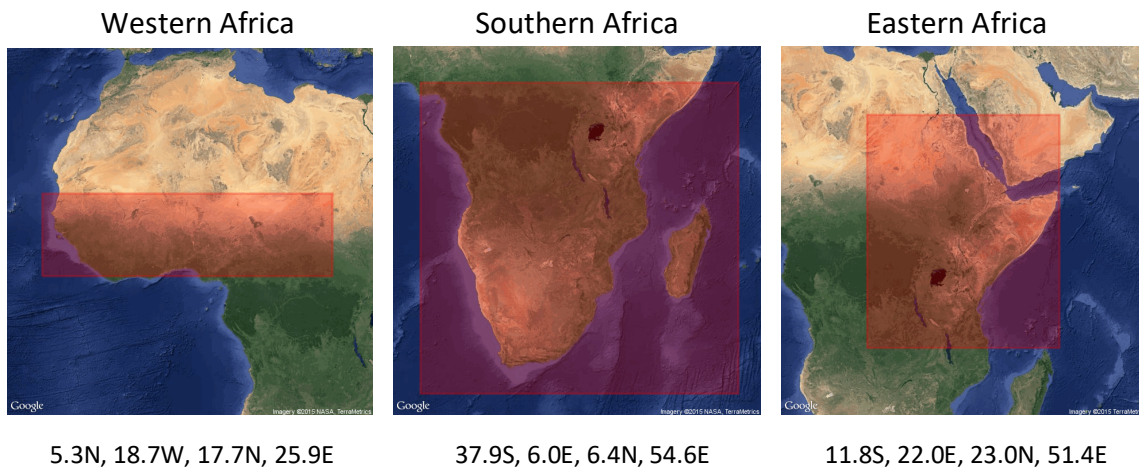 Western Africa
Southern Africa
Eastern Africa
Google
Imagery ©2015 NASA, TerraMetrics
Google
Imagery ©2015 NASA, TerraMetrics
Google
Imagery ©2015 NASA, TerraMetrics
5.3N, 18.7W, 17.7N, 25.9E
37.9S, 6.0E, 6.4N, 54.6E
11.8S, 22.0E, 23.0N, 51.4E